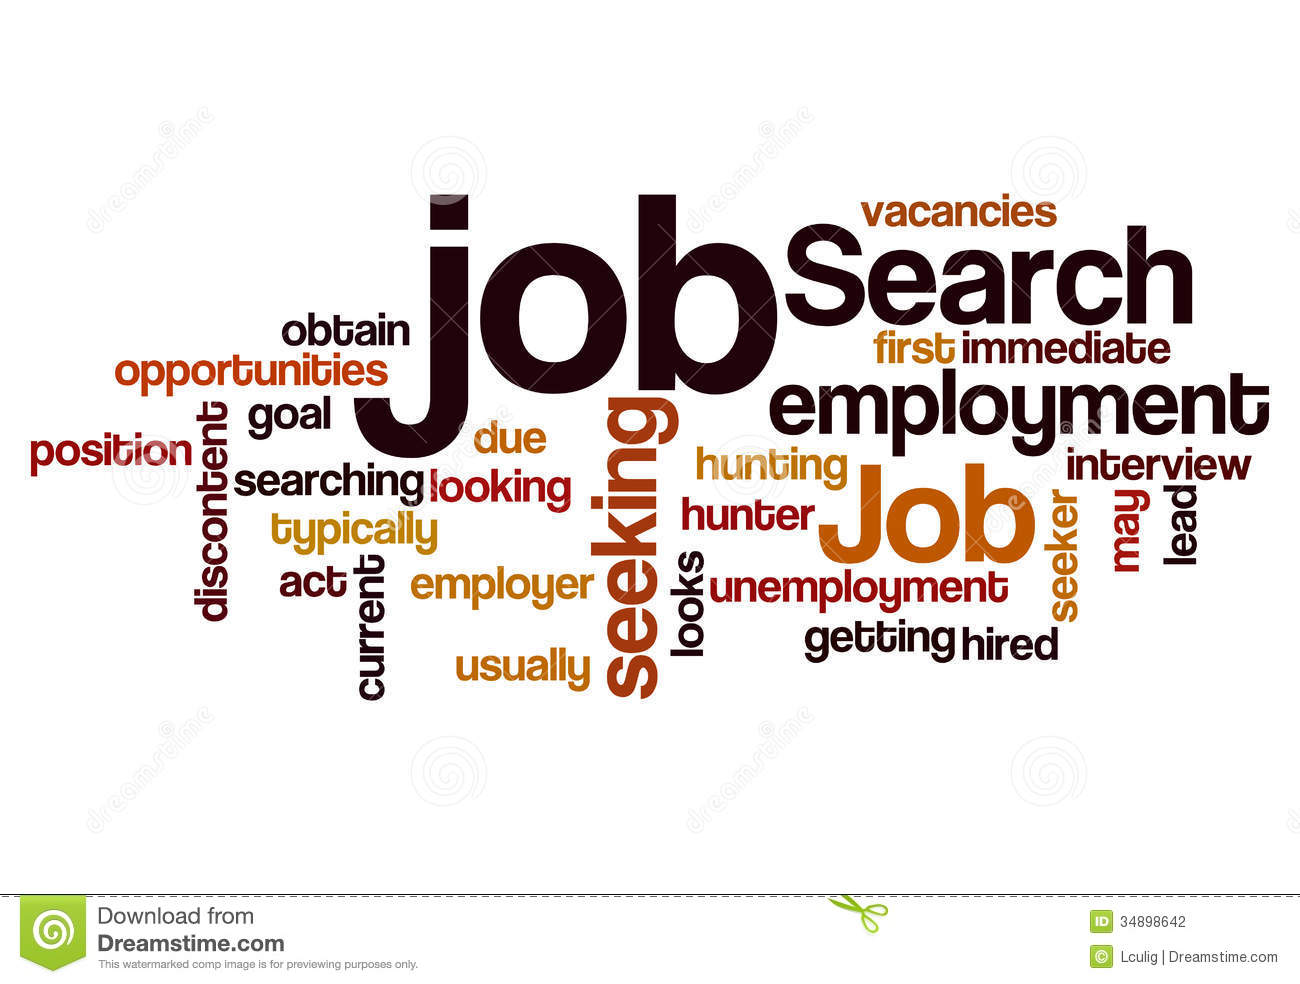 vacancies
job Search
obtain
first immediate
opportunities
employment
goal
position
discontent
due
seeking
hunting
interview
searching
looking
Job
hunter
seeker
may
lead
typically
act
current
employer
looks
unemployment
getting hired
usually
dreamstime.
Download from
Dreamstime.com
This watermarked comp image is for previewing purposes only.
ID 34898642
© Lculig | Dreamstime.com